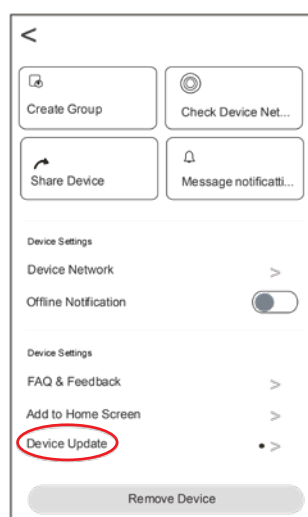 <
Create Group
Check Device Net...
Share Device
Message notificatti...
Device Settings
Device Network >
Offline Notification
Device Settings
FAQ & Feedback >
Add to Home Screen >
Device Update • >
Remove Device